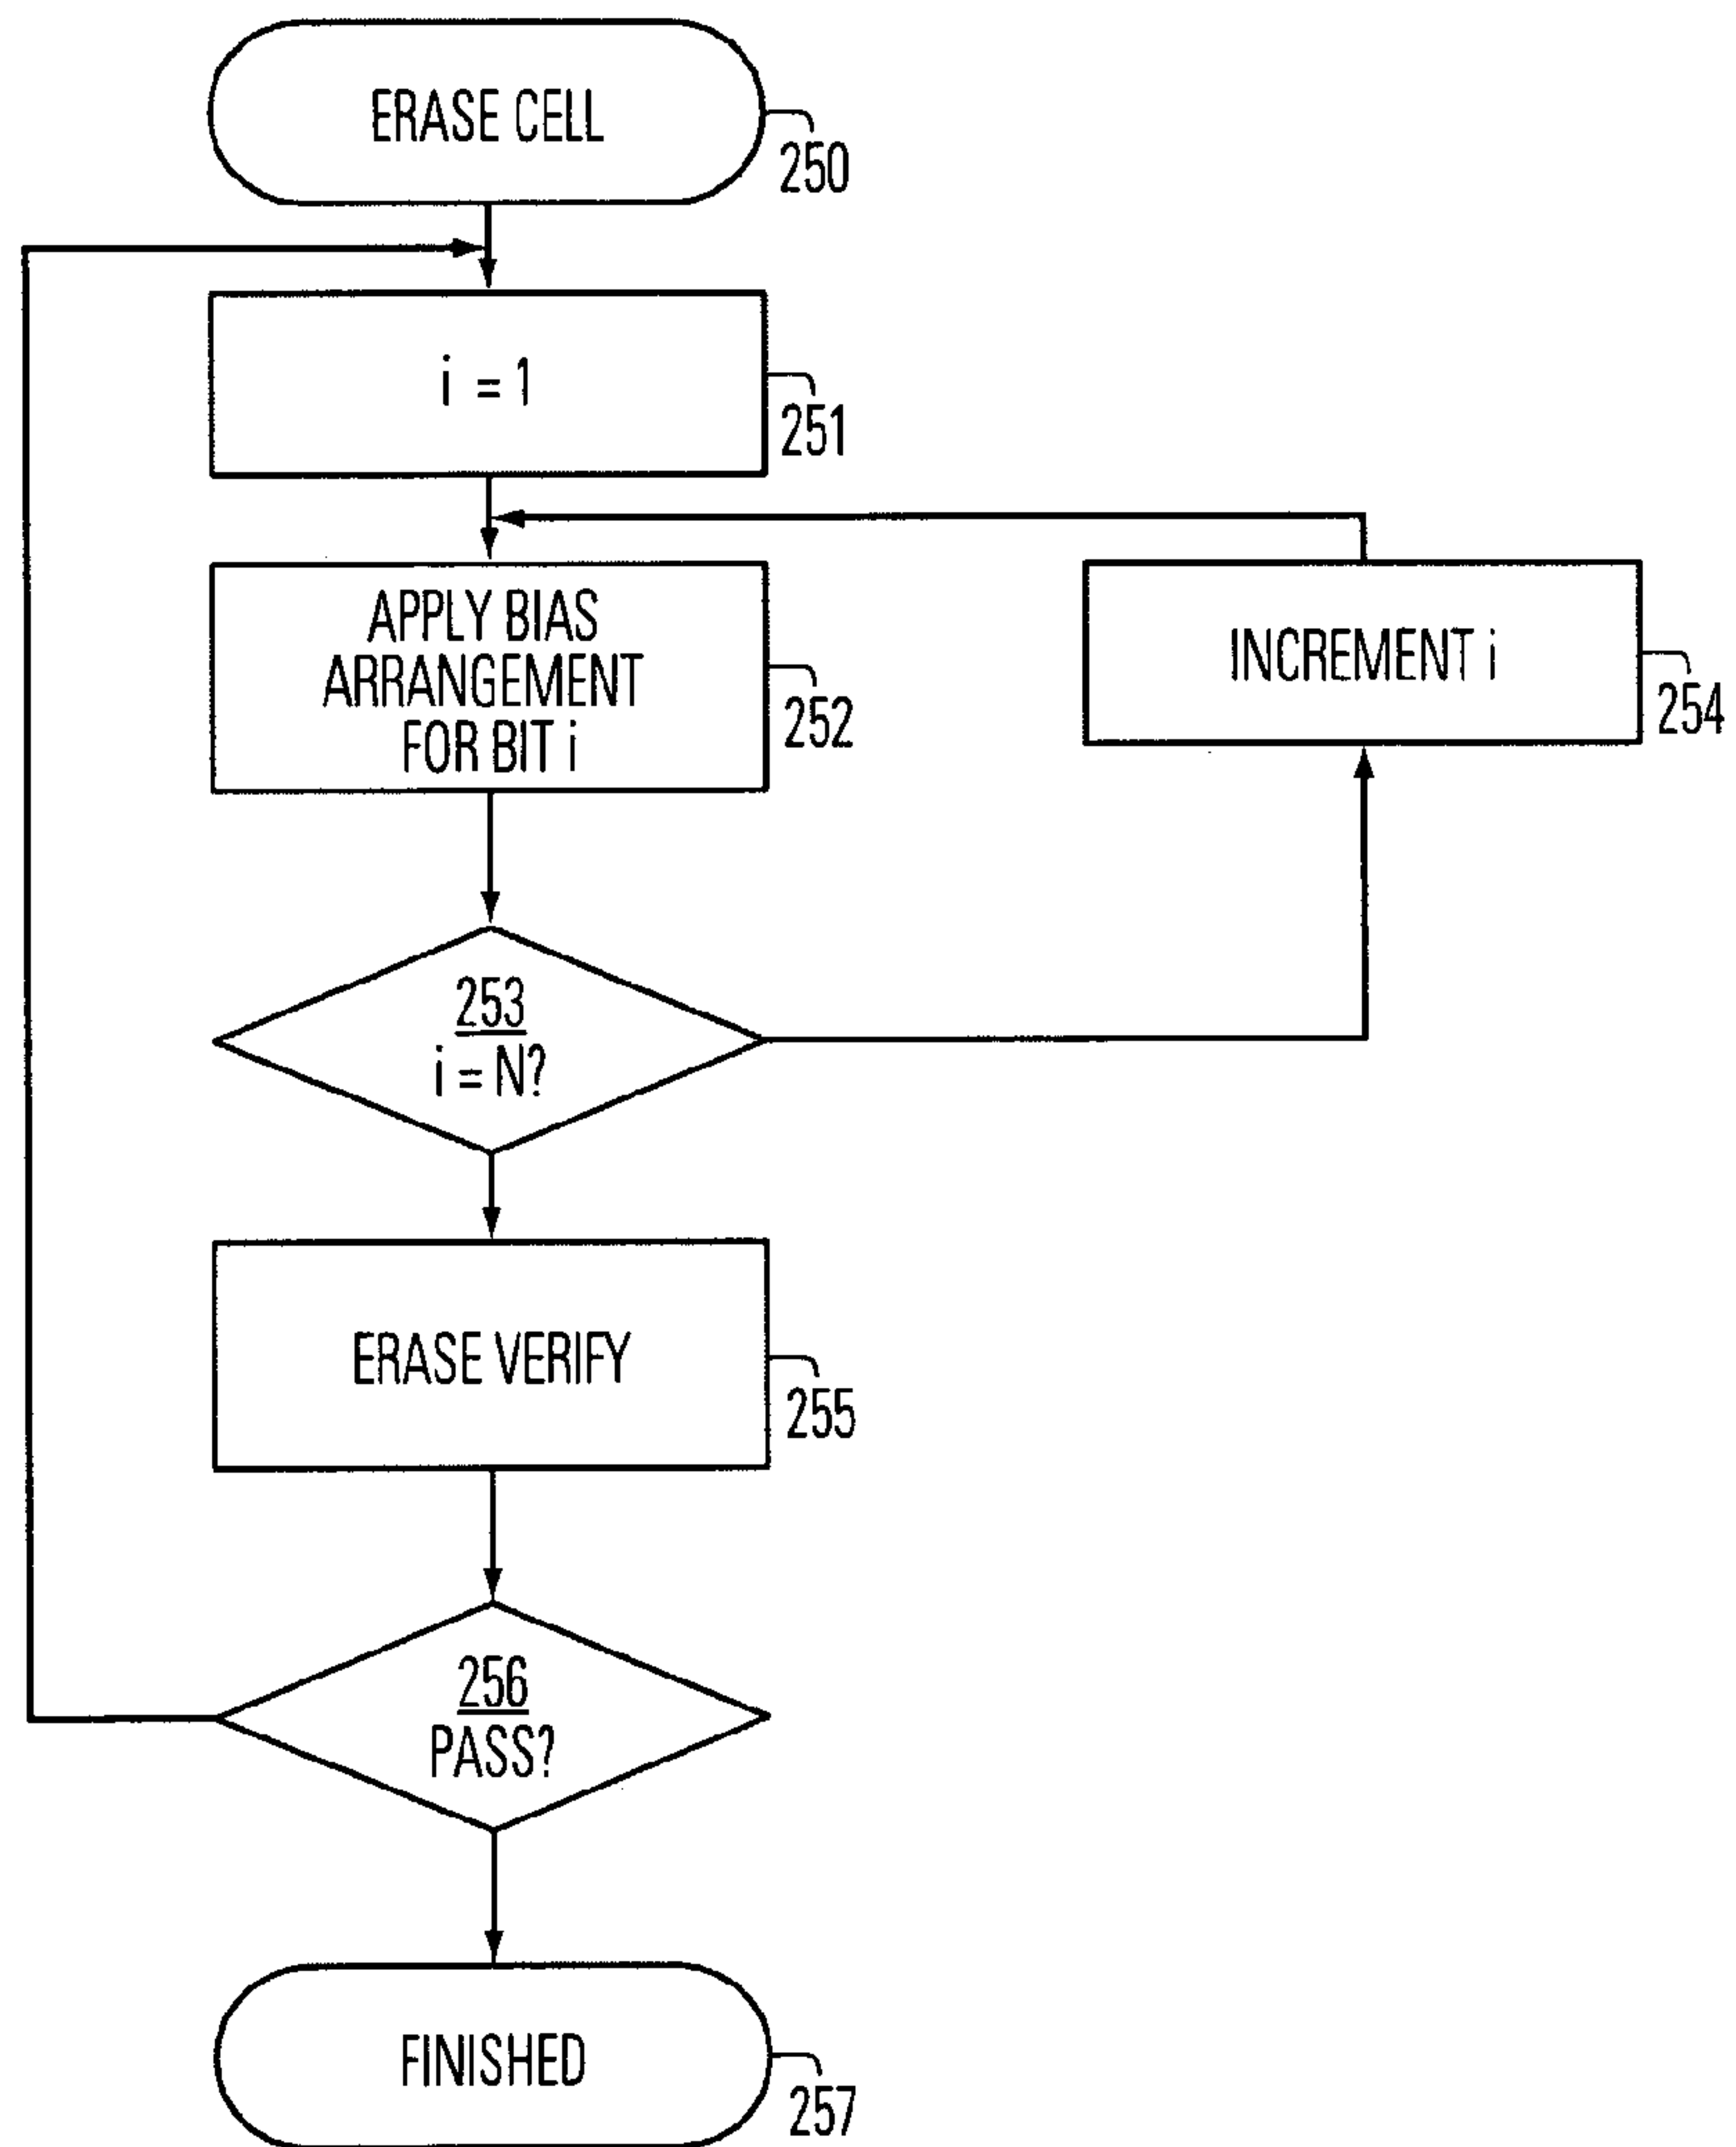 ERASE CELL
250
i = 1
251
APPLY BIAS
ARRANGEMENT
FOR BIT i
252
INCREMENT i
254
253
i = N?
ERASE VERIFY
255
256
PASS?
FINISHED
257